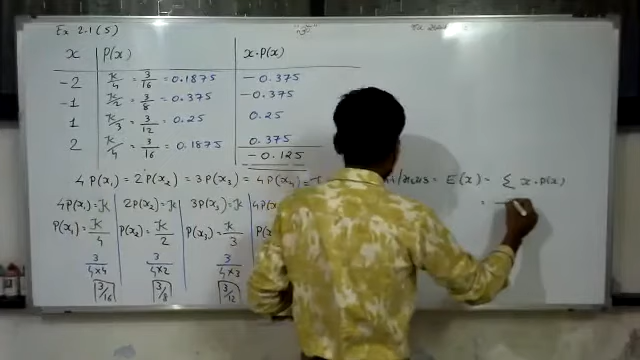 Ex 2.1 (5)
x P(x) x.P(x)
-2 K/4 = 3/16 = 0.1875 -0.375
-1 K/2 = 3/8 = 0.375 -0.375
1 K/3 = 3/12 = 0.25 0.25
2 K/4 = 3/16 = 0.1875 0.375
-0.125
4P(x₁) = 2P(x₂) = 3P(x₃) = 4P(x₄) = E(x) = Σ x.P(x)
4P(x₁) = K 2P(x₂) = K 3P(x₃) = K =
P(x₁) = K/4 P(x₂) = K/2 P(x₃) = K/3
3/4×4 3/4×2 3/4×3
3/16 3/8 3/12